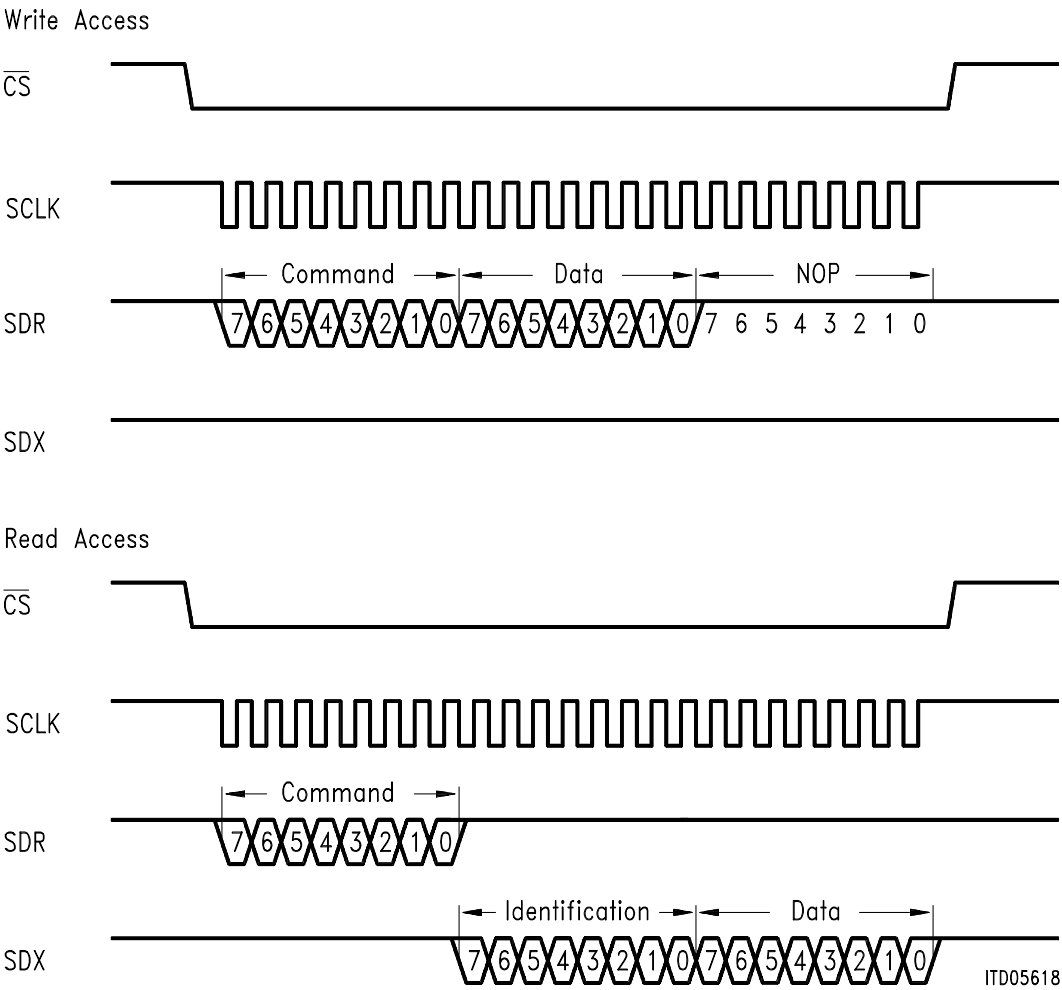 Write Access
CS
SCLK
Command Data NOP
SDR 7 6 5 4 3 2 1 0 7 6 5 4 3 2 1 0 7 6 5 4 3 2 1 0
SDX
Read Access
CS
SCLK
Command
SDR 7 6 5 4 3 2 1 0
Identification Data
SDX 7 6 5 4 3 2 1 0 7 6 5 4 3 2 1 0
ITD05618